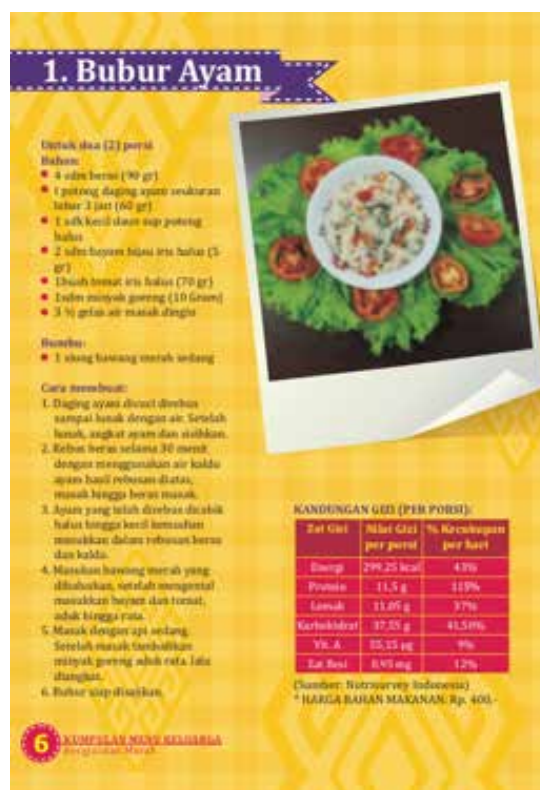 1. Bubur Ayam
Untuk dua (2) porsi
Bahan:
4 sdm beras (90 gr)
1 potong daging ayam seukuran
lebar 3 jari (60 gr)
1 sdk kecil daun sup potong
halus
2 sdm bayam hijau iris halus (5
gr)
1buah tomat iris halus (70 gr)
1sdm minyak goreng (10 Gram)
3 ½ gelas air masak dingin
Bumbu:
1 siung bawang merah sedang
Cara membuat:
1. Daging ayam dicuci direbus
sampai lunak dengan air. Setelah
lunak, angkat ayam dan sisihkan.
2. Rebus beras selama 30 menit
dengan menggunakan air kaldu
ayam hasil rebusan diatas,
masak hingga beras masak.
3. Ayam yang telah direbus dicabik
halus hingga kecil kemudian
masukkan dalam rebusan beras
dan kaldu.
4. Masukan bawang merah yang
dihaluskan, setelah mengental
masukkan bayam dan tomat,
aduk hingga rata.
5. Masak dengan api sedang.
Setelah masak tambahkan
minyak goreng aduk rata, lalu
diangkat.
6. Bubur siap disajikan.
KANDUNGAN GIZI (PER PORSI):
Zat Gizi Nilai Gizi % Kecukupan
per porsi per hari
Energi 299,25 kcal 43%
Protein 11,5 g 115%
Lemak 11,05 g 37%
Karbohidrat 37,55 g 41,50%
Vit. A 55,15 µg 9%
Zat Besi 0,95 mg 12%
(Sumber: Nutrisurvey Indonesia)
* HARGA BAHAN MAKANAN: Rp. 400,-
6 KUMPULAN MENU KELUARGA